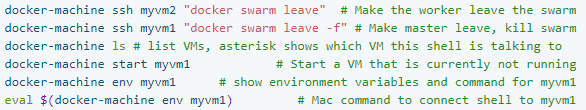 docker-machine ssh myvm2 "docker swarm leave"  # Make the worker leave the swarm
docker-machine ssh myvm1 "docker swarm leave -f" # Make master leave, kill swarm
docker-machine ls # list VMs, asterisk shows which VM this shell is talking to
docker-machine start myvm1            # Start a VM that is currently not running
docker-machine env myvm1      # show environment variables and command for myvm1
eval $(docker-machine env myvm1)         # Mac command to connect shell to myvm1